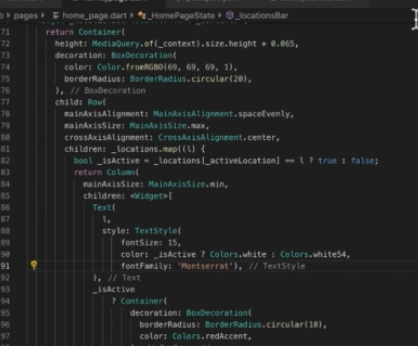 pages > home_page.dart > _HomePageState > _locationsBar
71 return Container(
72 height: MediaQuery.of(_context).size.height * 0.065,
73 decoration: BoxDecoration(
74 color: Color.fromRGBO(69, 69, 69, 1),
75 borderRadius: BorderRadius.circular(20),
76 ), // BoxDecoration
77 child: Row(
78 mainAxisAlignment: MainAxisAlignment.spaceEvenly,
79 mainAxisSize: MainAxisSize.max,
80 crossAxisAlignment: CrossAxisAlignment.center,
81 children: _locations.map((l) {
82 bool _isActive = _locations[_activeLocation] == l ? true : false;
83 return Column(
84 mainAxisSize: MainAxisSize.min,
85 children: <Widget>[
86 Text(
87 l,
88 style: TextStyle(
89 fontSize: 15,
90 color: _isActive ? Colors.white : Colors.white54,
91 fontFamily: 'Montserrat'), // TextStyle
92 ), // Text
93 _isActive
94 ? Container(
95 decoration: BoxDecoration(
96 borderRadius: BorderRadius.circular(10),
97 color: Colors.redAccent,